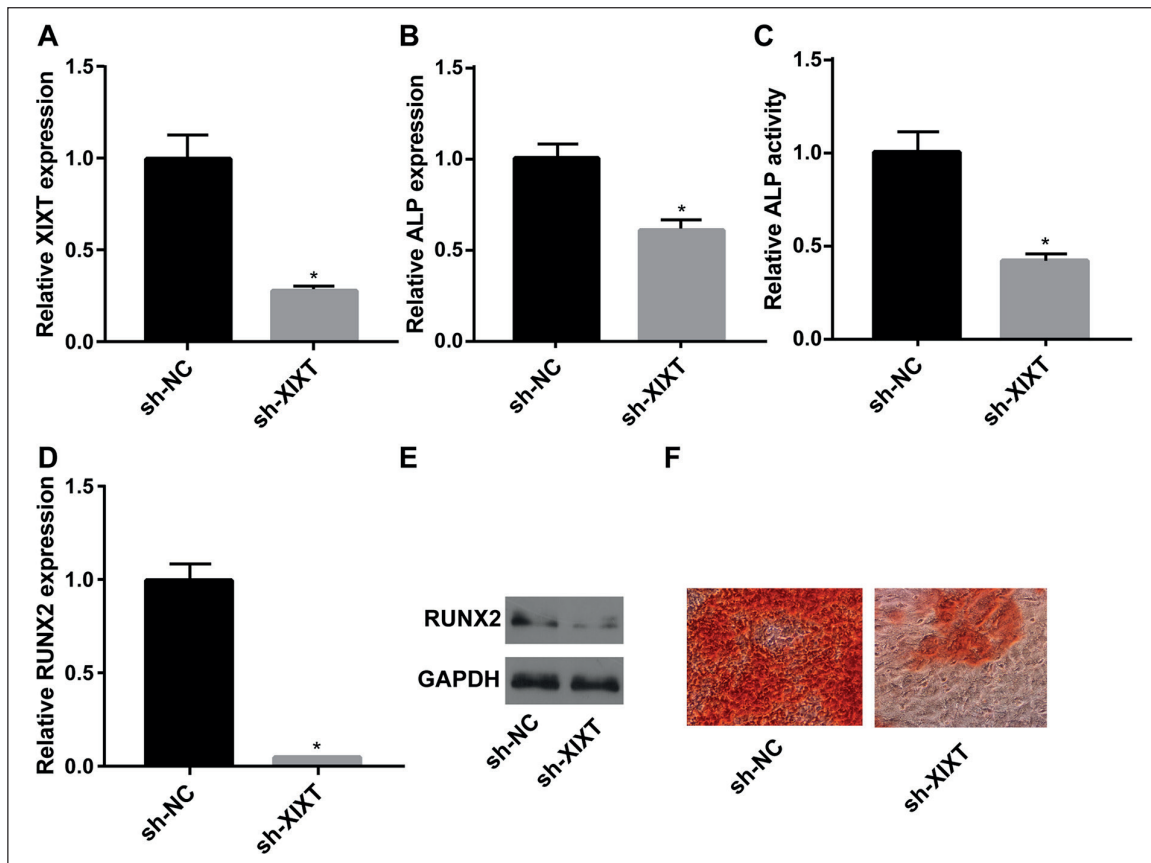 A
Relative XIXT expression
1.5
1.0
0.5
0.0
*
sh-NC
sh-XIXT
B
Relative ALP expression
1.5
1.0
0.5
0.0
*
sh-NC
sh-XIXT
C
Relative ALP activity
1.5
1.0
0.5
0.0
*
sh-NC
sh-XIXT
D
Relative RUNX2 expression
1.5
1.0
0.5
0.0
*
sh-NC
sh-XIXT
E
RUNX2
GAPDH
sh-NC
sh-XIXT
F
sh-NC
sh-XIXT